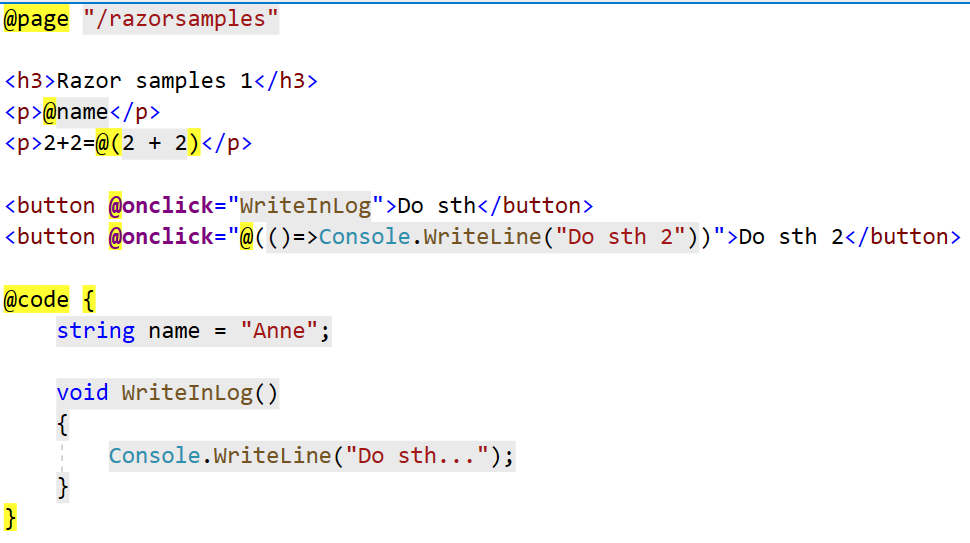 @page "/razorsamples"
<h3>Razor samples 1</h3>
<p>@name</p>
<p>2+2=@(2 + 2)</p>
<button @onclick="WriteInLog">Do sth</button>
<button @onclick="@(()=>Console.WriteLine("Do sth 2"))">Do sth 2</button>
@code {
    string name = "Anne";
    void WriteInLog()
    {
        Console.WriteLine("Do sth...");
    }
}